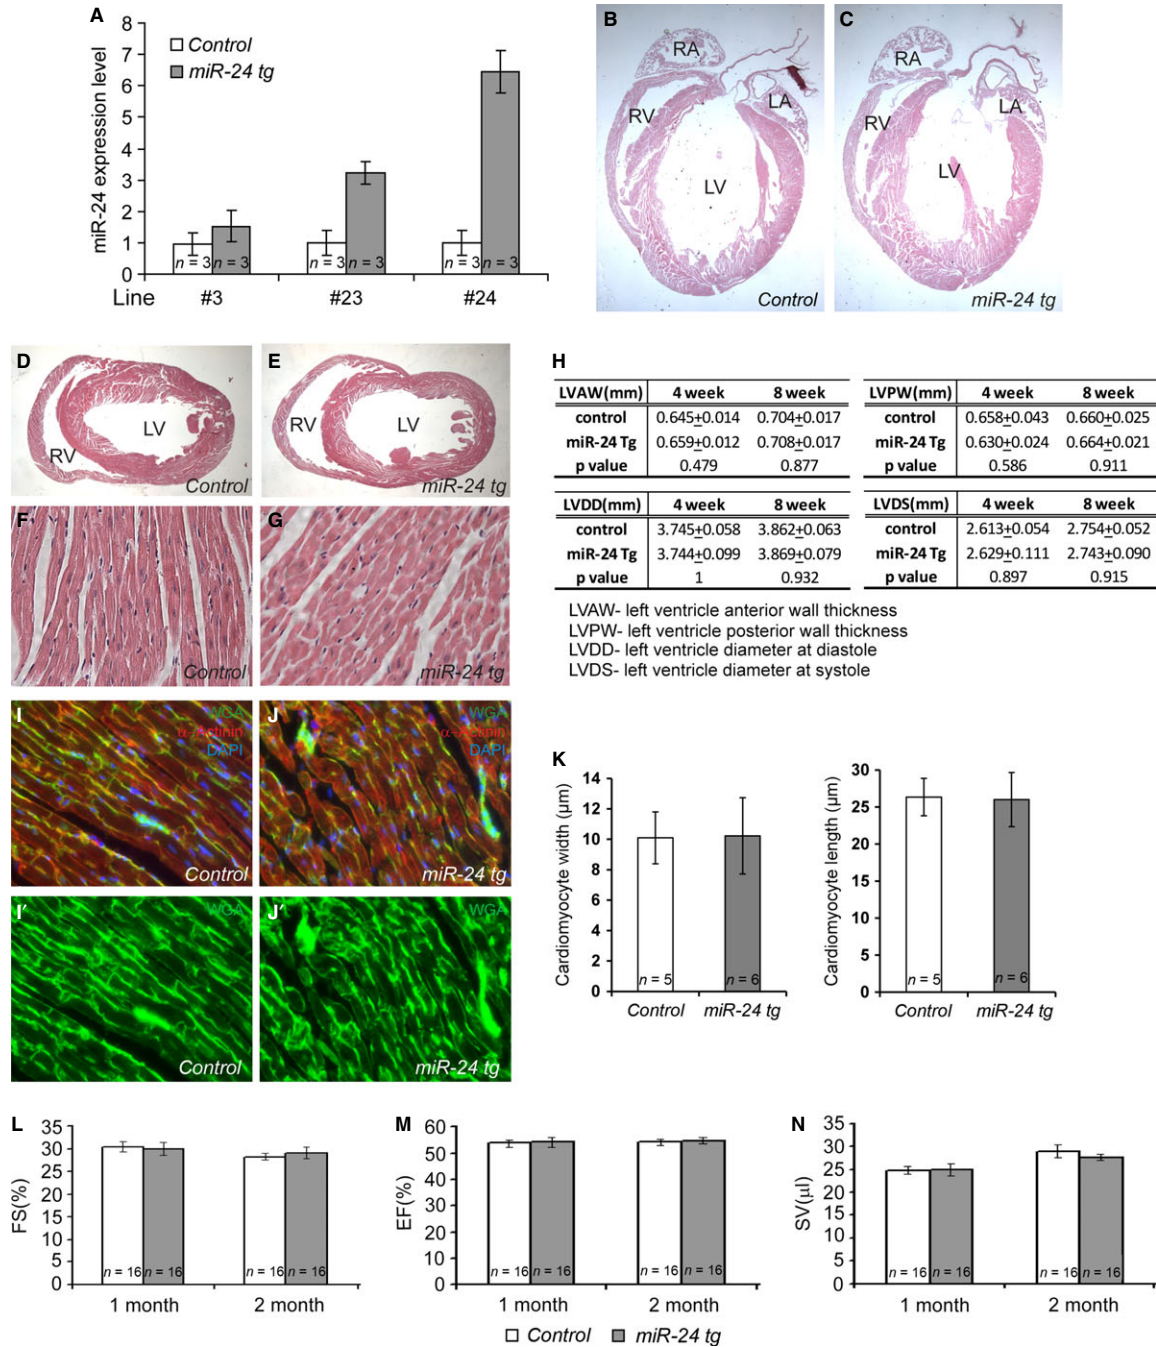 A
8
7
6
5
4
3
2
1
0
miR-24 expression level
Control
miR-24 tg
n = 3 n = 3 n = 3 n = 3 n = 3 n = 3
Line #3 #23 #24
B
RA
LA
RV
LV
Control
C
RA
LA
RV
LV
miR-24 tg
D
LV
RV
Control
E
RV LV
miR-24 tg
F
Control
G
miR-24 tg
H
LVAW(mm) 4 week 8 week
control 0.645±0.014 0.704±0.017
miR-24 Tg 0.659±0.012 0.708±0.017
p value 0.479 0.877
LVPW(mm) 4 week 8 week
control 0.658±0.043 0.660±0.025
miR-24 Tg 0.630±0.024 0.664±0.021
p value 0.586 0.911
LVDD(mm) 4 week 8 week
control 3.745±0.058 3.862±0.063
miR-24 Tg 3.744±0.099 3.869±0.079
p value 1 0.932
LVDS(mm) 4 week 8 week
control 2.613±0.054 2.754±0.052
miR-24 Tg 2.629±0.111 2.743±0.090
p value 0.897 0.915
LVAW- left ventricle anterior wall thickness
LVPW- left ventricle posterior wall thickness
LVDD- left ventricle diameter at diastole
LVDS- left ventricle diameter at systole
I
WGA
α-Actinin
DAPI
Control
J
WGA
α-Actinin
DAPI
miR-24 tg
I′
WGA
Control
J′
WGA
miR-24 tg
K
14
12
10
8
6
4
2
0
Cardiomyocyte width (µm)
n = 5 n = 6
Control miR-24 tg
30
25
20
15
10
5
0
Cardiomyocyte length (µm)
n = 5 n = 6
Control miR-24 tg
L
35
30
25
20
15
10
5
0
FS(%)
n = 16 n = 16 n = 16 n = 16
1 month 2 month
M
60
50
40
30
20
10
0
EF(%)
n = 16 n = 16 n = 16 n = 16
1 month 2 month
N
35
30
25
20
15
10
5
0
SV(µl)
n = 16 n = 16 n = 16 n = 16
1 month 2 month
Control miR-24 tg